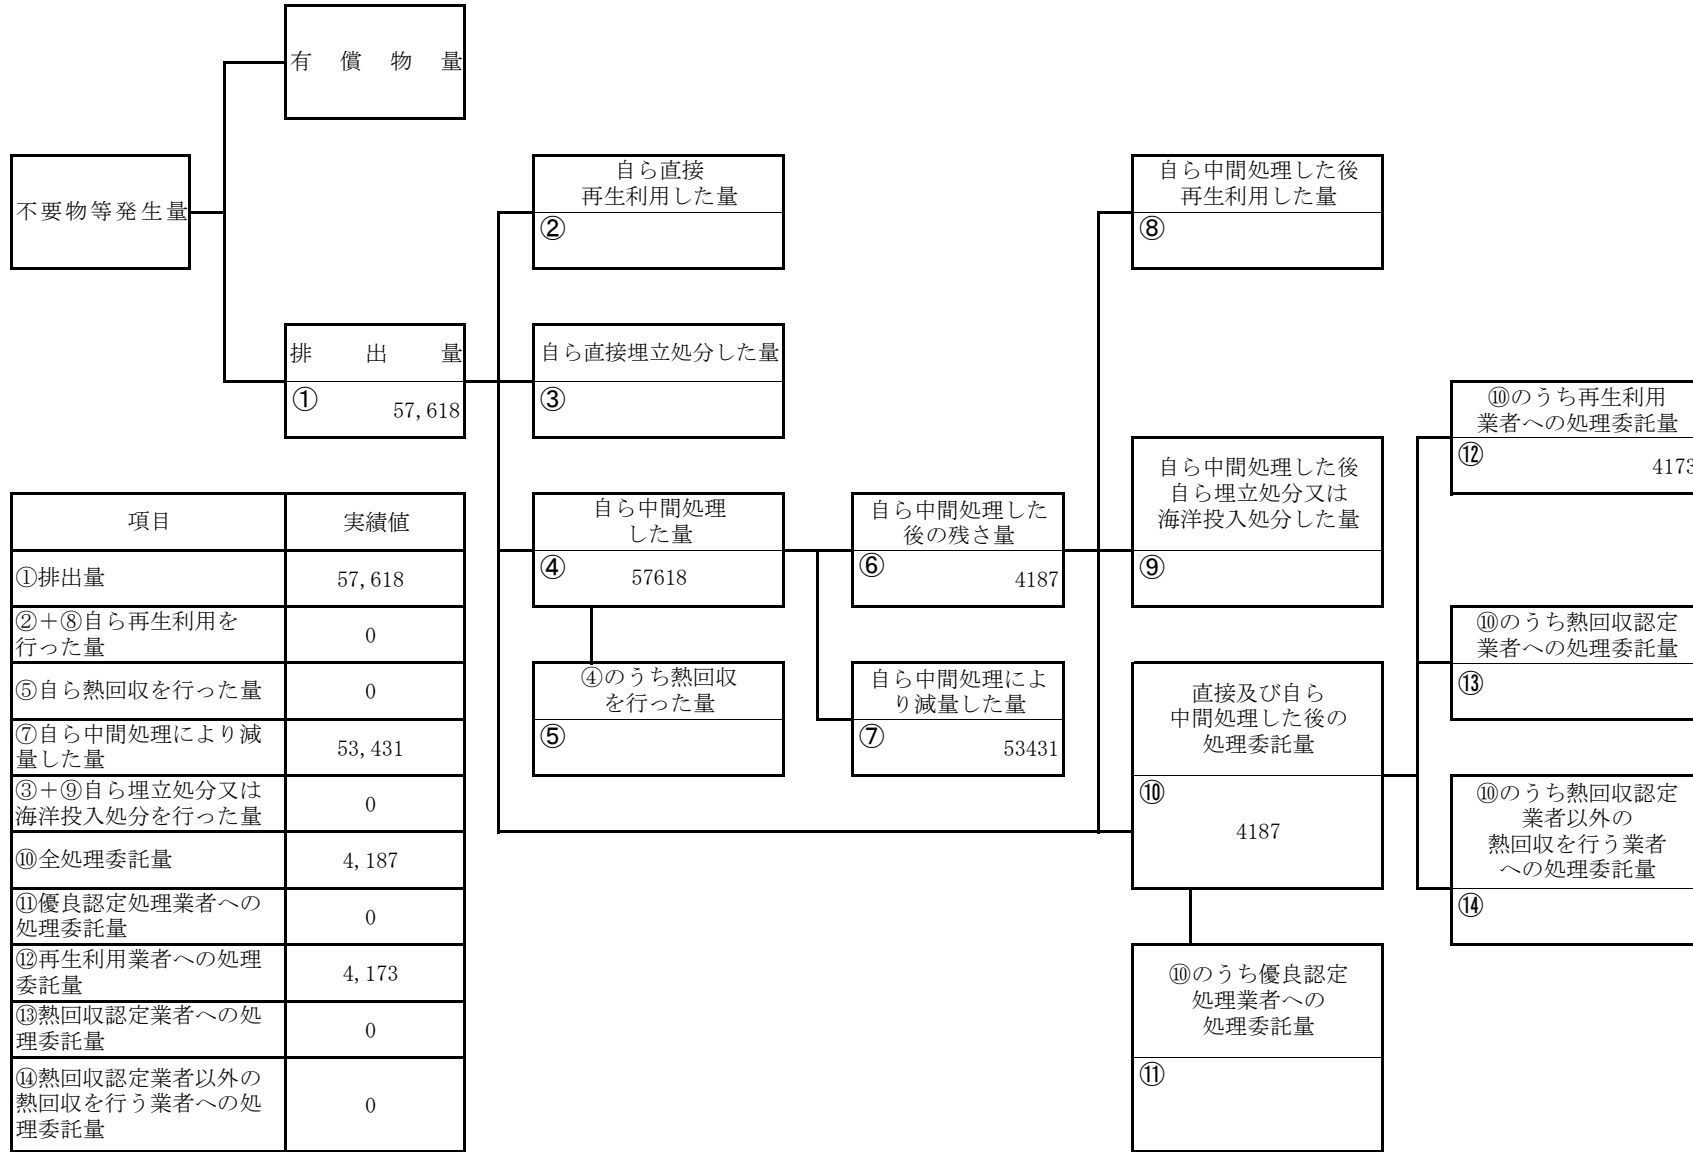 有償物量
不要物等発生量
排出量
①
57,618
自ら直接
再生利用した量
②
自ら直接埋立処分した量
③
自ら中間処理
した量
④
57618
④のうち熱回収
を行った量
⑤
自ら中間処理した
後の残さ量
⑥
4187
自ら中間処理によ
り減量した量
⑦
53431
自ら中間処理した後
再生利用した量
⑧
自ら中間処理した後
自ら埋立処分又は
海洋投入処分した量
⑨
直接及び自ら
中間処理した後の
処理委託量
⑩
4187
⑩のうち優良認定
処理業者への
処理委託量
⑪
⑩のうち再生利用
業者への処理委託量
⑫
4173
⑩のうち熱回収認定
業者への処理委託量
⑬
⑩のうち熱回収認定
業者以外の
熱回収を行う業者
への処理委託量
⑭
項目 実績値
①排出量 57,618
②+⑧自ら再生利用を
行った量
0
⑤自ら熱回収を行った量 0
⑦自ら中間処理により減
量した量
53,431
③+⑨自ら埋立処分又は
海洋投入処分を行った量
0
⑩全処理委託量 4,187
⑪優良認定処理業者への
処理委託量
0
⑫再生利用業者への処理
委託量
4,173
⑬熱回収認定業者への処
理委託量
0
⑭熱回収認定業者以外の
熱回収を行う業者への処
理委託量
0